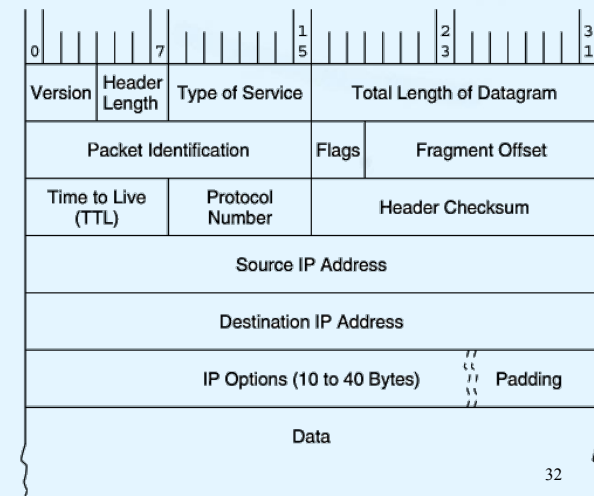 0 7 1 2 3
5 3 1
Version Header Type of Service Total Length of Datagram
Length
Packet Identification Flags Fragment Offset
Time to Live Protocol Header Checksum
(TTL) Number
Source IP Address
Destination IP Address
IP Options (10 to 40 Bytes) Padding
Data
32